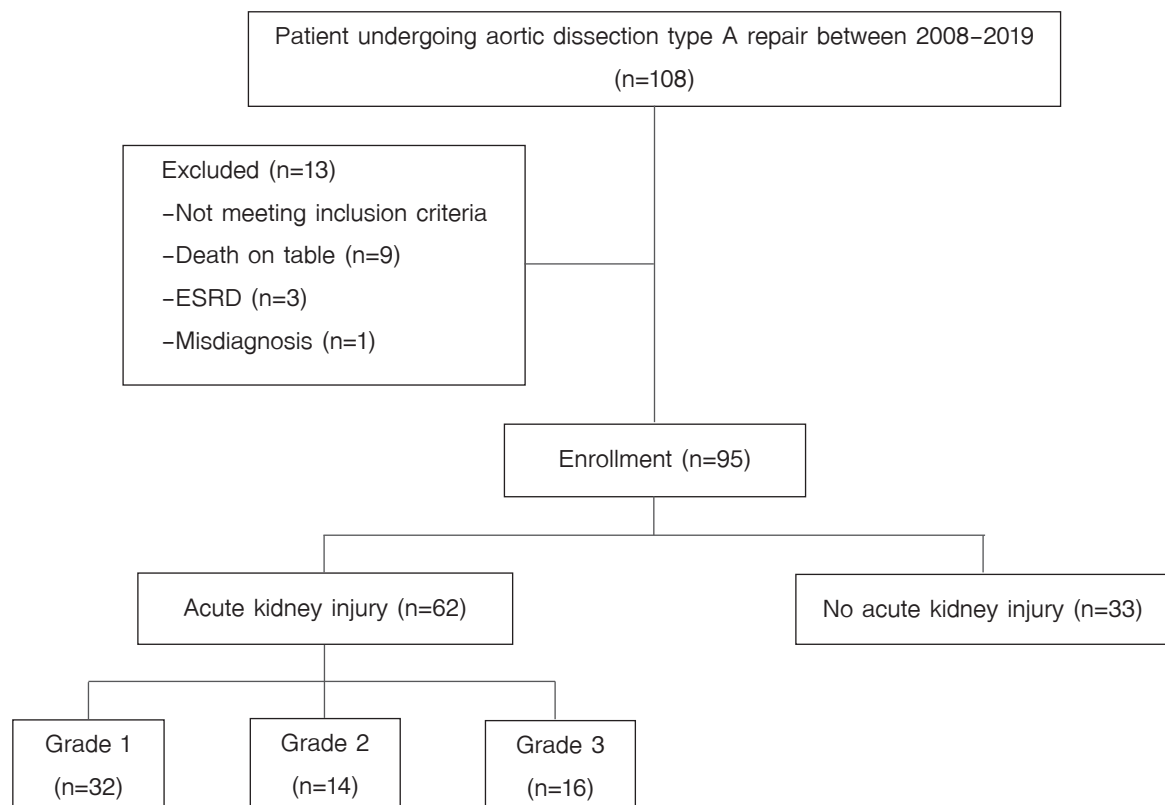 Patient undergoing aortic dissection type A repair between 2008–2019
(n=108)
Excluded (n=13)
–Not meeting inclusion criteria
–Death on table (n=9)
–ESRD (n=3)
–Misdiagnosis (n=1)
Enrollment (n=95)
Acute kidney injury (n=62)
No acute kidney injury (n=33)
Grade 1
(n=32)
Grade 2
(n=14)
Grade 3
(n=16)